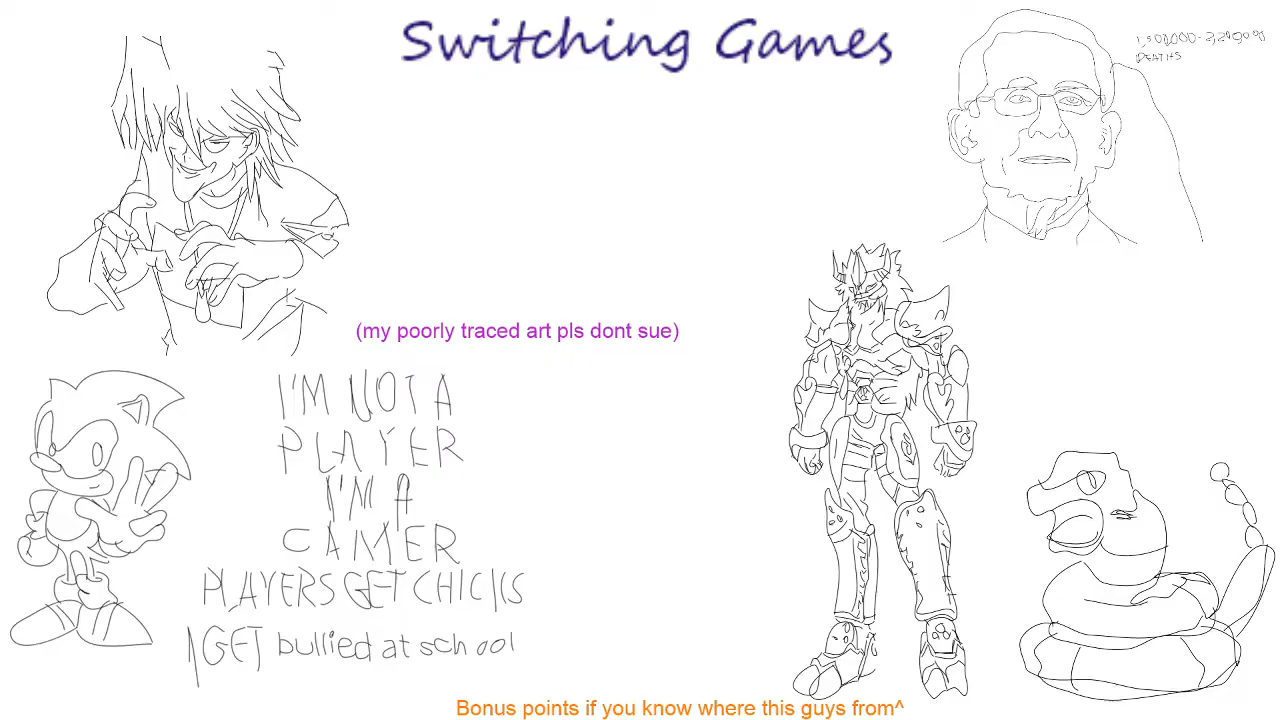 Switching Games
DEATHS
(my poorly traced art pls dont sue)
I'M NOT A
PLAYER
I'M A
GAMER
PLAYERS GET CHICKS
I GET bullied at school
Bonus points if you know where this guys from^